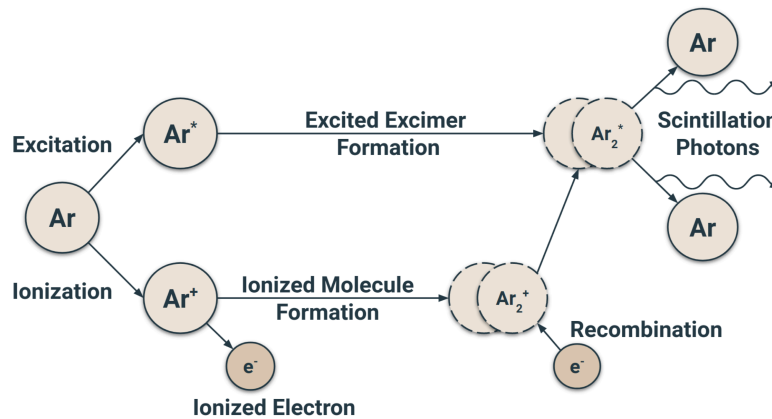 Ar
Ar*
Excited Excimer
Formation
Ar₂*
Scintillation
Photons
Excitation
Ar
Ar
Ionization
Ar⁺
Ionized Molecule
Formation
Ar₂⁺
Recombination
e⁻
e⁻
Ionized Electron